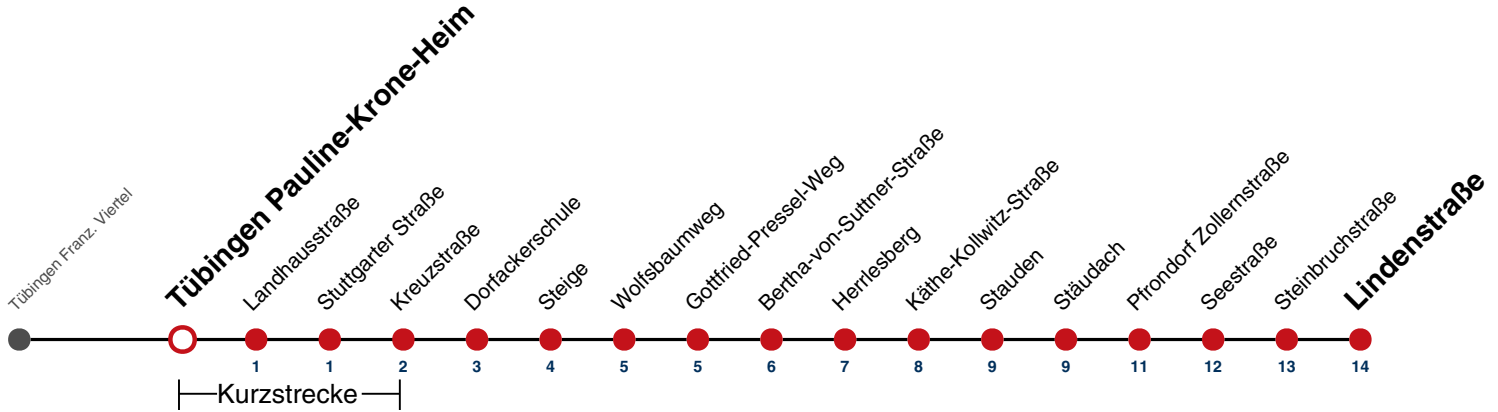 Tübingen Franz. Viertel
Tübingen Pauline-Krone-Heim
Landhausstraße
Stuttgarter Straße
Kreuzstraße
Dorfackerschule
Steige
Wolfsbaumweg
Gottfried-Pressel-Weg
Bertha-von-Suttner-Straße
Herrlesberg
Käthe-Kollwitz-Straße
Stauden
Stäudach
Pfrondorf Zollernstraße
Seestraße
Steinbruchstraße
Lindenstraße
1 1 2 3 4 5 5 6 7 8 9 9 11 12 13 14
Kurzstrecke